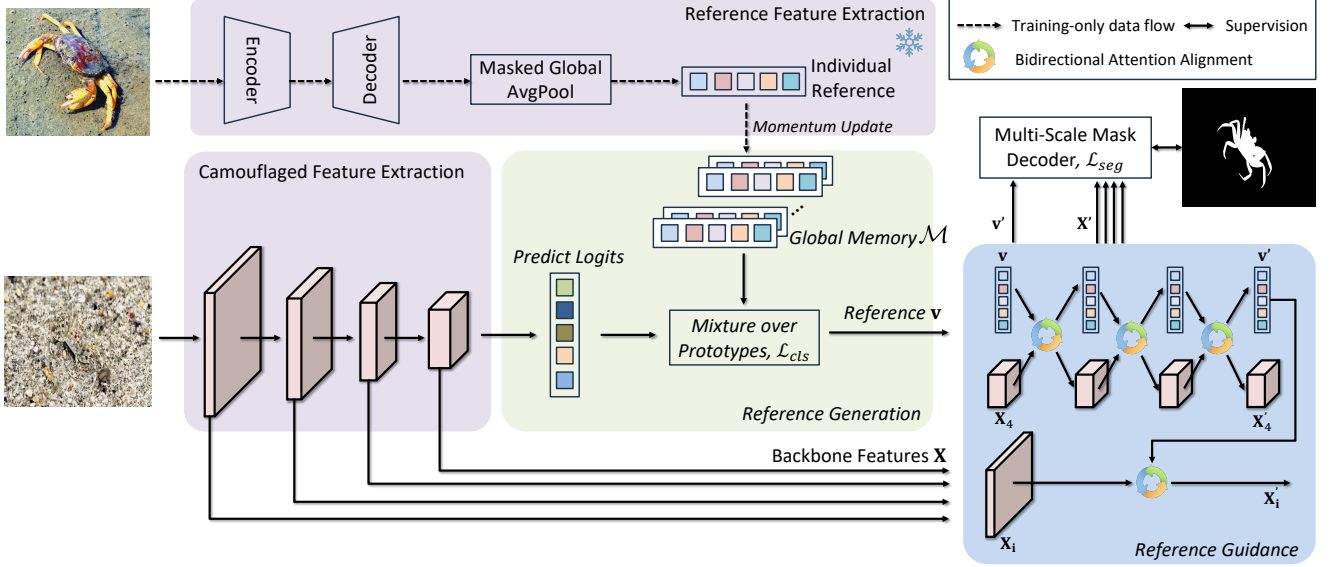 Reference Feature Extraction
Encoder
Decoder
Masked Global
AvgPool
Individual
Reference
Training-only data flow
Supervision
Bidirectional Attention Alignment
Momentum Update
Camouflaged Feature Extraction
Global Memory ℳ
Predict Logits
Mixture over
Prototypes, ℒcls
Reference v
Reference Generation
Backbone Features X
Multi-Scale Mask
Decoder, ℒseg
v'
X'
v
v'
X₄
X₄'
Xᵢ
Xᵢ'
Reference Guidance